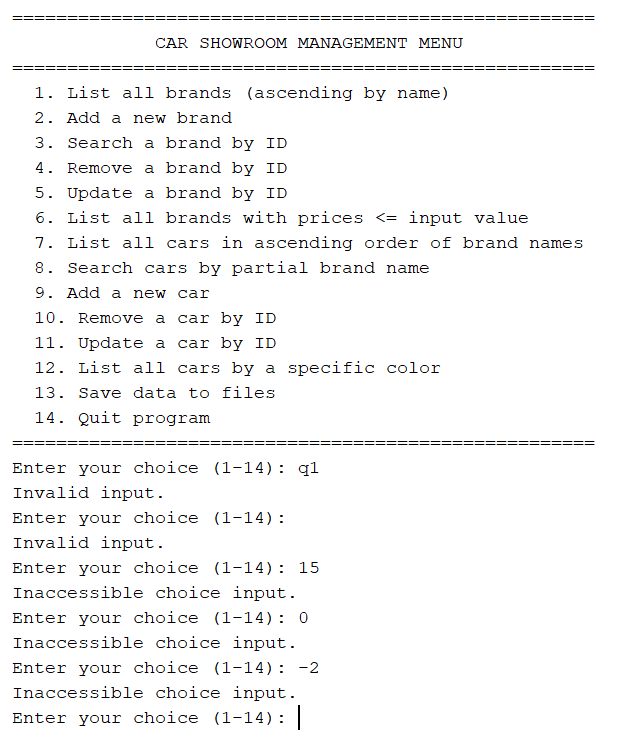 =====================================================
CAR SHOWROOM MANAGEMENT MENU
=====================================================
1. List all brands (ascending by name)
2. Add a new brand
3. Search a brand by ID
4. Remove a brand by ID
5. Update a brand by ID
6. List all brands with prices <= input value
7. List all cars in ascending order of brand names
8. Search cars by partial brand name
9. Add a new car
10. Remove a car by ID
11. Update a car by ID
12. List all cars by a specific color
13. Save data to files
14. Quit program
=====================================================
Enter your choice (1-14): q1
Invalid input.
Enter your choice (1-14):
Invalid input.
Enter your choice (1-14): 15
Inaccessible choice input.
Enter your choice (1-14): 0
Inaccessible choice input.
Enter your choice (1-14): -2
Inaccessible choice input.
Enter your choice (1-14):